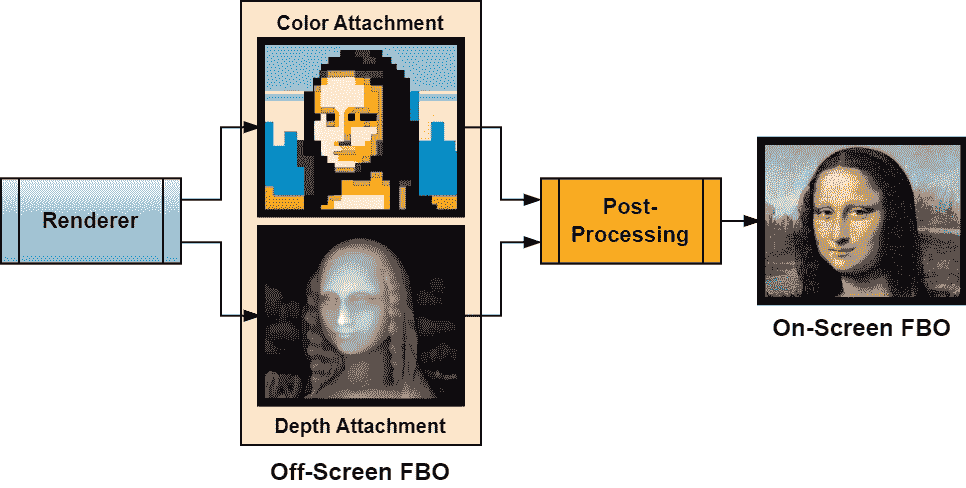 Color Attachment
Renderer
Depth Attachment
Off-Screen FBO
Post-
Processing
On-Screen FBO